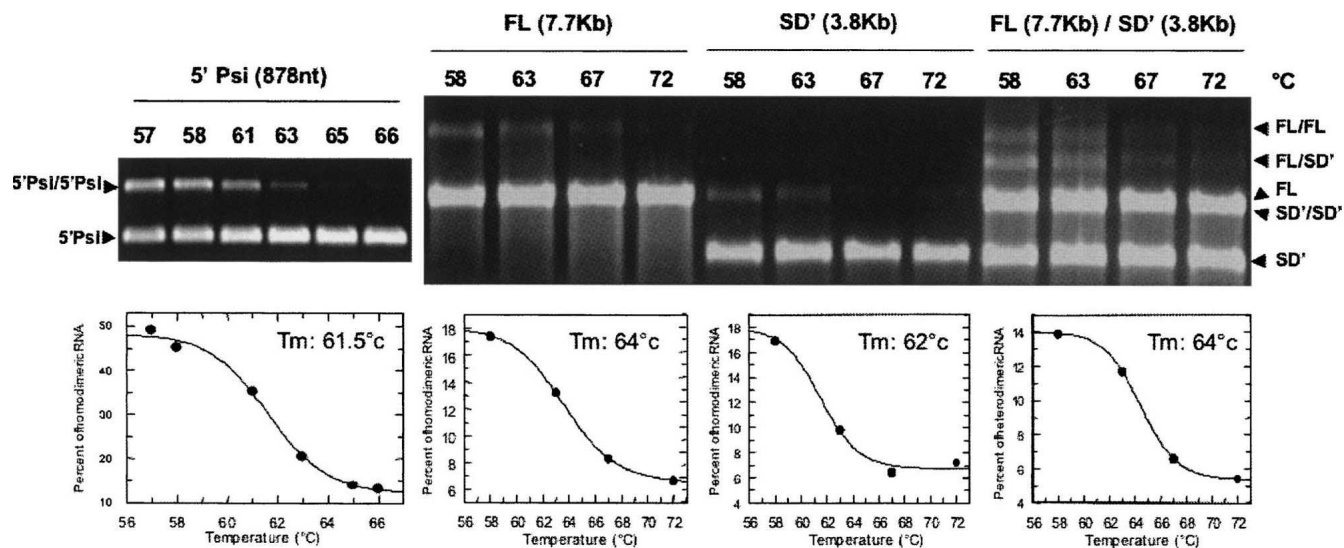 FL (7.7Kb) SD' (3.8Kb) FL (7.7Kb) / SD' (3.8Kb)
5' Psi (878nt)
58 63 67 72 58 63 67 72 58 63 67 72 °C
57 58 61 63 65 66
FL/FL
FL/SD'
5'Psi/5'Psi
FL
SD'/SD'
5'Psi
SD'
Tm: 61.5°c
Percent of homodimeric RNA
50
40
30
20
10
56 58 60 62 64 66
Temperature (°C)
Tm: 64°c
Percent of homodimeric RNA
18
16
14
12
10
8
6
56 58 60 62 64 66 68 70 72
Temperature (°C)
Tm: 62°c
Percent of homodimeric RNA
18
16
14
12
10
8
6
4
56 58 60 62 64 66 68 70 72
Temperature (°C)
Tm: 64°c
Percent of heterodimeric RNA
14
12
10
8
6
4
56 58 60 62 64 66 68 70 72
Temperature (°C)